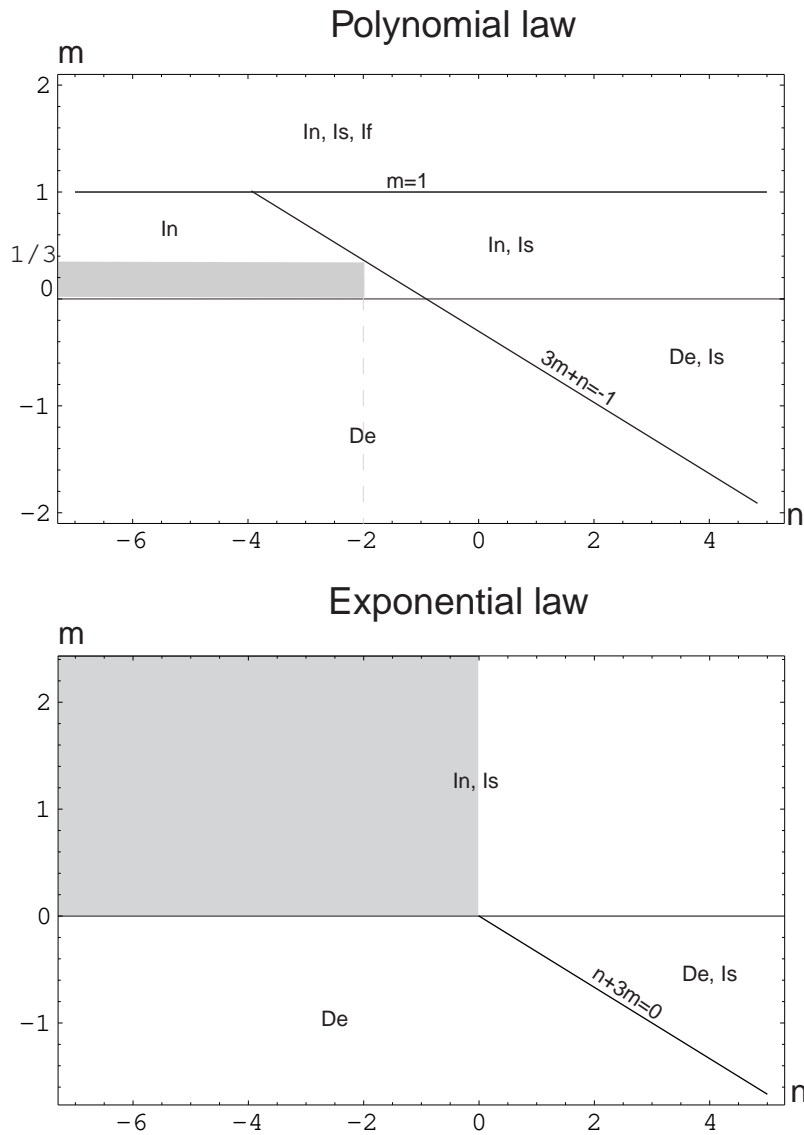 Polynomial law
m
2
In, Is, If
m=1
1
In
In, Is
1/3
0
De, Is
3m+n=-1
-1
De
-2
n
-6 -4 -2 0 2 4
Exponential law
m
2
In, Is
1
0
De, Is
n+3m=0
De
-1
n
-6 -4 -2 0 2 4